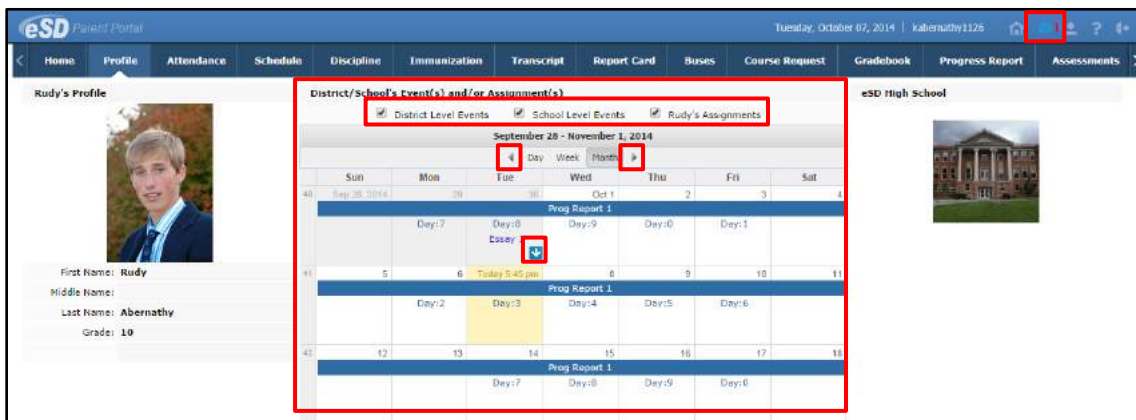 eSD Parent Portal
Tuesday, October 07, 2014 | kabernathy1126
1
?
Home Profile Attendance Schedule Discipline Immunization Transcript Report Card Buses Course Request Gradebook Progress Report Assessments
Rudy's Profile
District/School's Event(s) and/or Assignment(s)
eSD High School
District Level Events School Level Events Rudy's Assignments
September 28 - November 1, 2014
Day Week Month
Sun Mon Tue Wed Thu Fri Sat
40 Sep 28, 2014 29 30 Oct 1 2 3 4
Prog Report 1
Day:7 Day:8 Day:9 Day:0 Day:1
Essay
First Name: Rudy
41 5 6 Today 5:45 pm 8 9 10 11
Middle Name:
Prog Report 1
Last Name: Abernathy
Day:2 Day:3 Day:4 Day:5 Day:6
Grade: 10
42 12 13 14 15 16 17 18
Prog Report 1
Day:7 Day:8 Day:9 Day:0